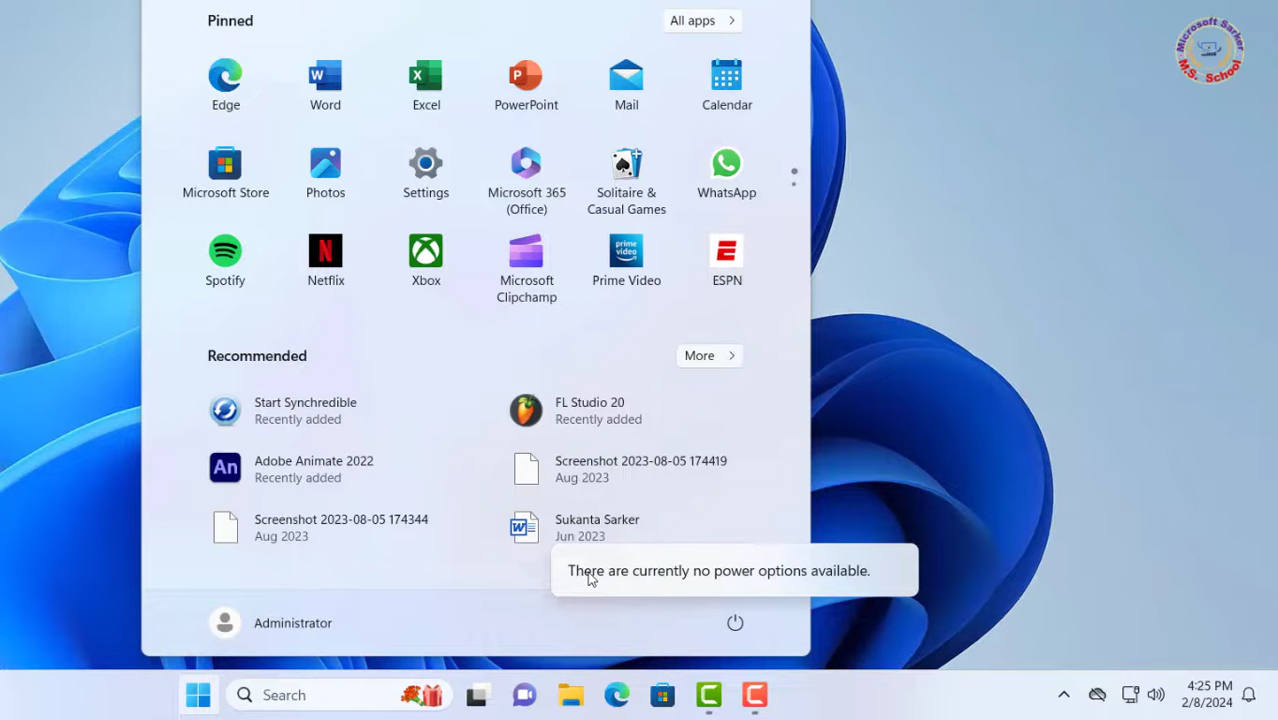 Pinned
All apps
Microsoft Sarker
M.S. School
Edge
Word
Excel
PowerPoint
Mail
Calendar
Microsoft Store
Photos
Settings
Microsoft 365
(Office)
Solitaire &
Casual Games
WhatsApp
Spotify
Netflix
Xbox
Microsoft
Clipchamp
prime
video
Prime Video
ESPN
Recommended
More
Start Synchredible
Recently added
FL Studio 20
Recently added
An
Adobe Animate 2022
Recently added
Screenshot 2023-08-05 174419
Aug 2023
Screenshot 2023-08-05 174344
Aug 2023
Sukanta Sarker
Jun 2023
There are currently no power options available.
Administrator
Search
4:25 PM
2/8/2024